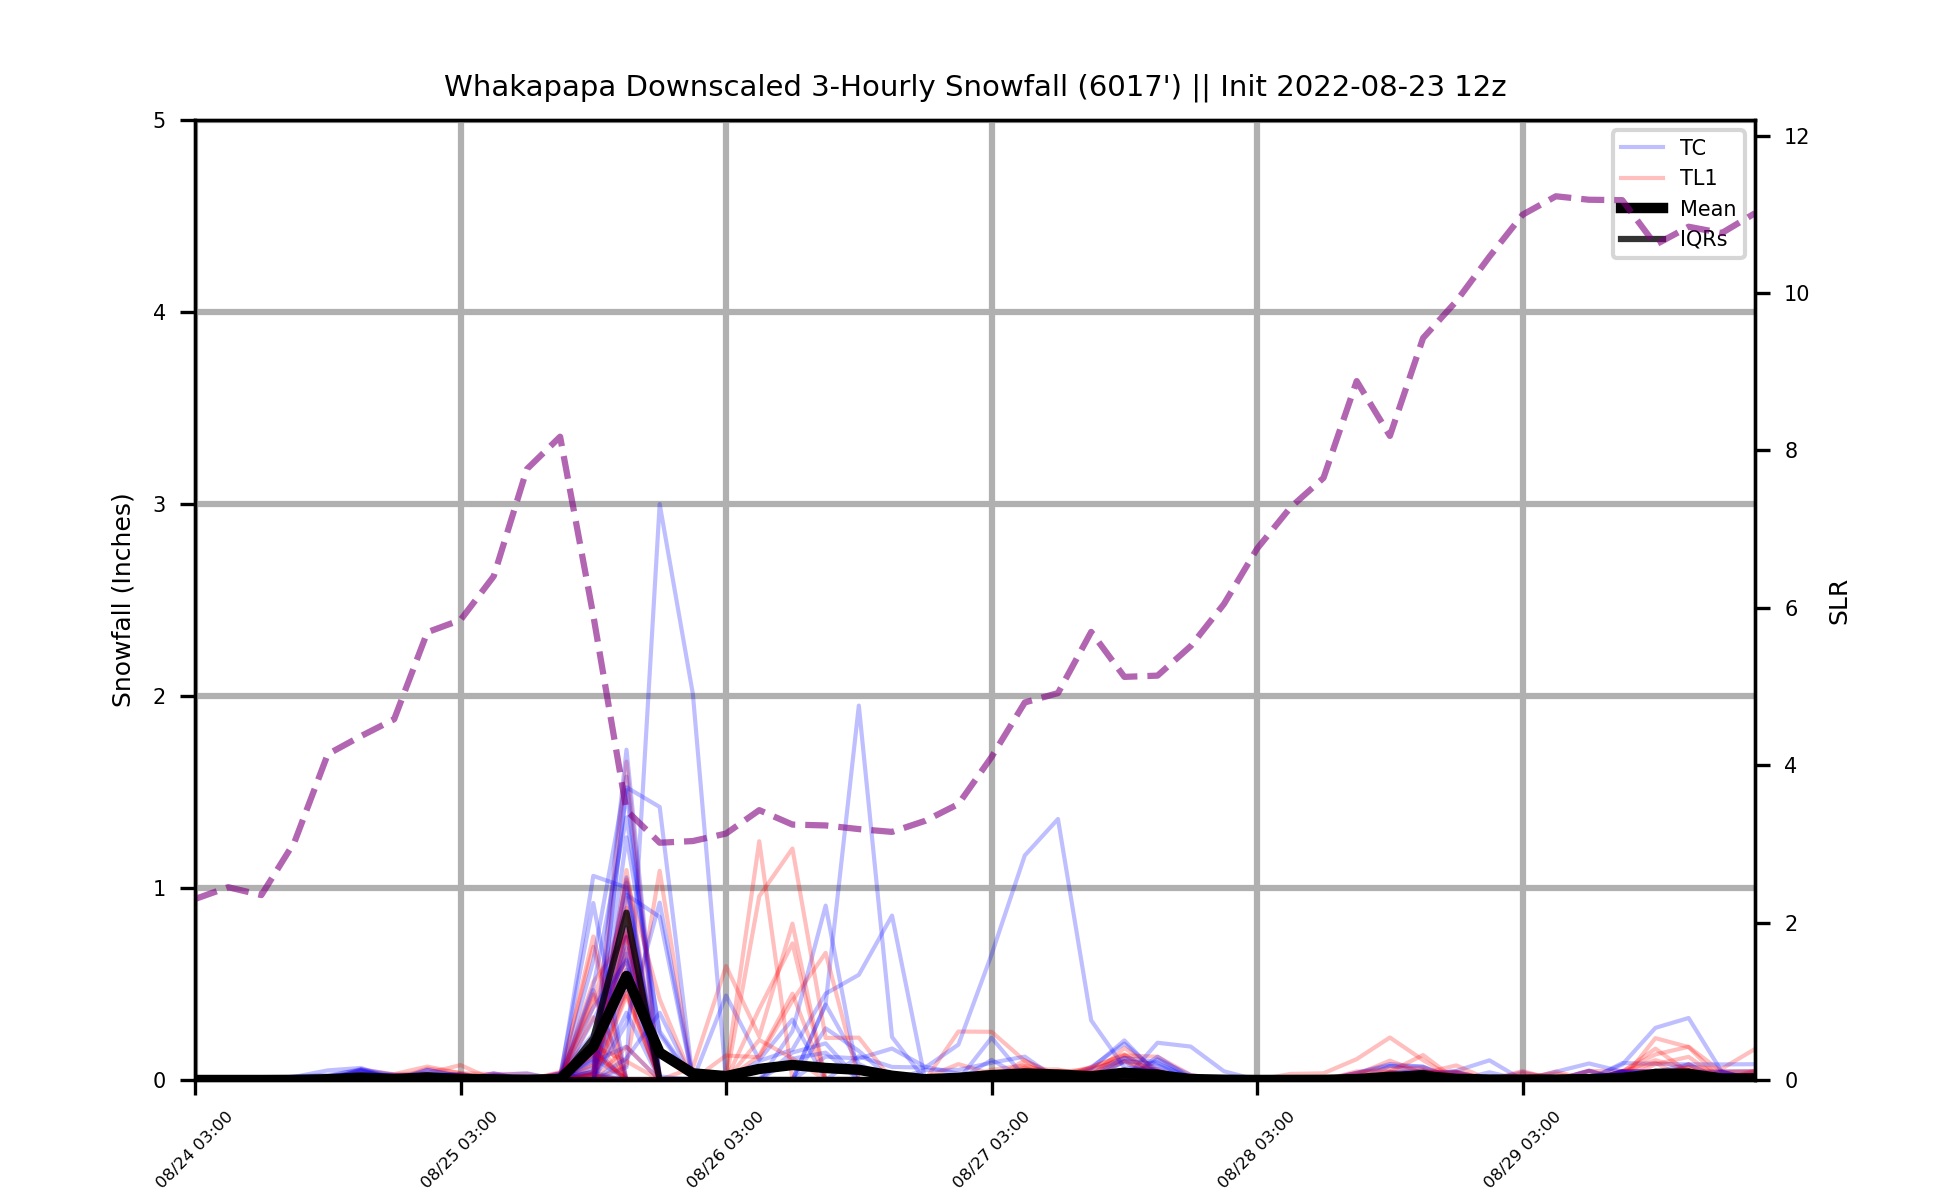 Whakapapa Downscaled 3-Hourly Snowfall (6017') || Init 2022-08-23 12z
5
4
3
2
1
0
Snowfall (Inches)
12
10
8
6
4
2
0
SLR
TC
TL1
Mean
IQRs
08/24 03:00
08/25 03:00
08/26 03:00
08/27 03:00
08/28 03:00
08/29 03:00